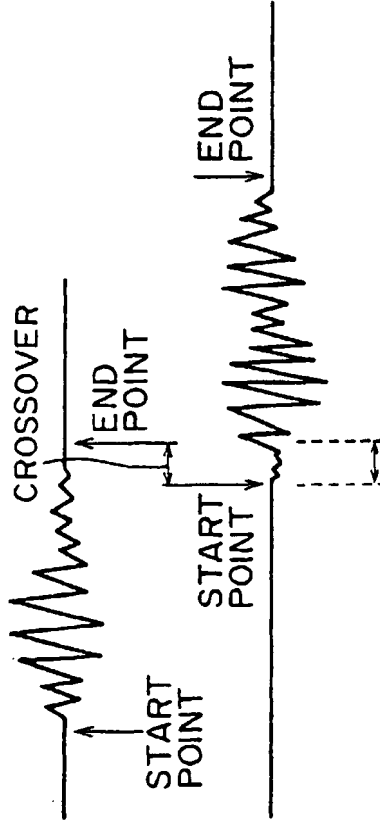 CROSSOVER
START
POINT
END
POINT
START
POINT
END
POINT